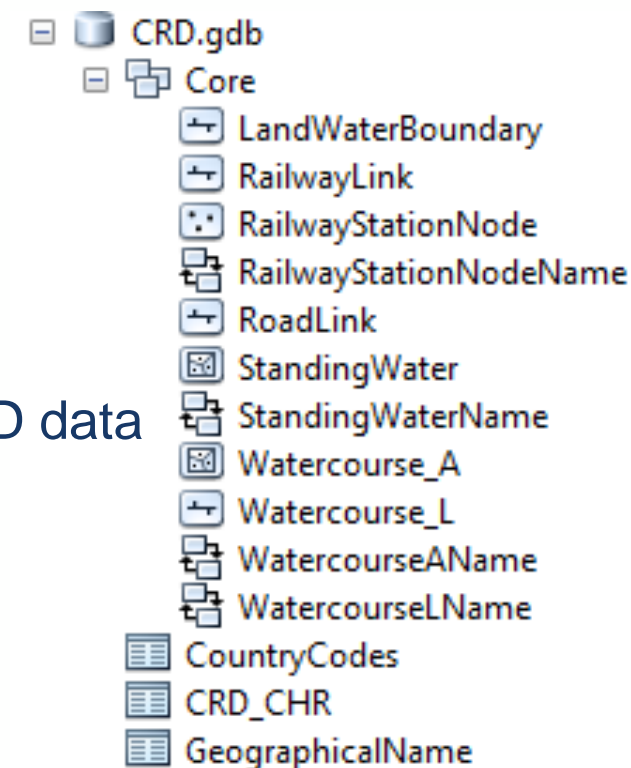 CRD.gdb
Core
LandWaterBoundary
RailwayLink
RailwayStationNode
RailwayStationNodeName
RoadLink
StandingWater
D data
StandingWaterName
Watercourse_A
Watercourse_L
WatercourseAName
WatercourseLName
CountryCodes
CRD_CHR
GeographicalName